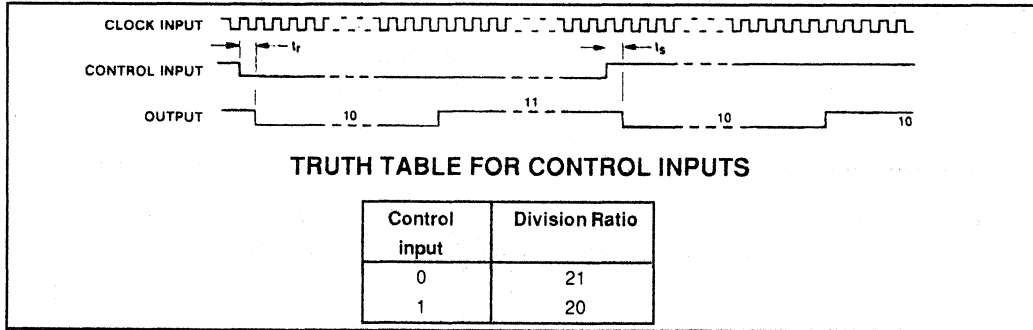 CLOCK INPUT
tr
ts
CONTROL INPUT
11
OUTPUT
10
10
10
TRUTH TABLE FOR CONTROL INPUTS
Control input
Division Ratio
0
21
1
20